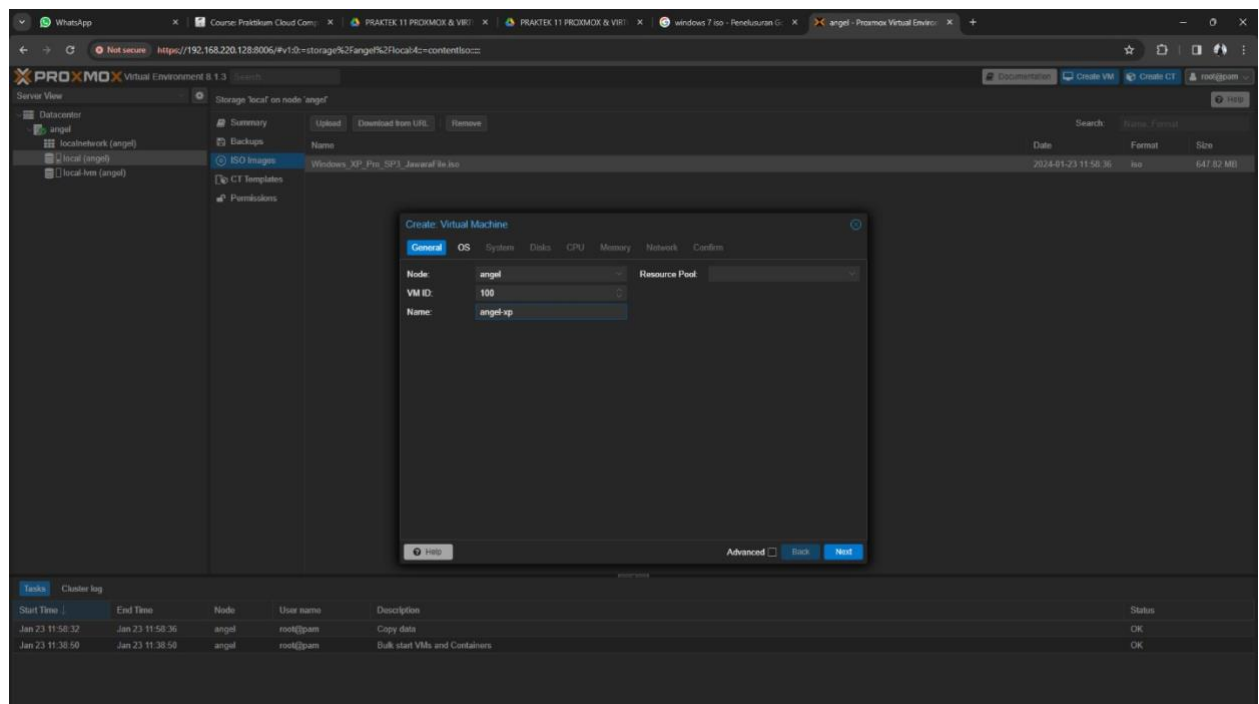 WhatsApp
Course: Praktikum Cloud Comp
PRAKTEK 11 PROXMOX & VIRT
PRAKTEK 11 PROXMOX & VIRT
windows 7 iso - Penelusuran G
angel - Proxmox Virtual Enviro
Not secure https://192.168.220.128:8006/#v1:0:=storage%2Fangel%2Flocal:4:=contentIso::::
PROXMOX Virtual Environment 8.1.3 Search
Documentation Create VM Create CT root@pam
Server View
Storage 'local' on node 'angel'
Help
Datacenter
angel
localnetwork (angel)
local (angel)
local-lvm (angel)
Summary
Backups
ISO Images
CT Templates
Permissions
Upload Download from URL Remove
Search: Name, Format
Name Date Format Size
Windows_XP_Pro_SP3_JawaraFile.iso 2024-01-23 11:58:36 iso 647.82 MB
Create: Virtual Machine
General OS System Disks CPU Memory Network Confirm
Node: angel Resource Pool:
VM ID: 100
Name: angel-xp
Help Advanced Back Next
Tasks Cluster log
Start Time End Time Node User name Description Status
Jan 23 11:58:32 Jan 23 11:58:36 angel root@pam Copy data OK
Jan 23 11:38:50 Jan 23 11:38:50 angel root@pam Bulk start VMs and Containers OK